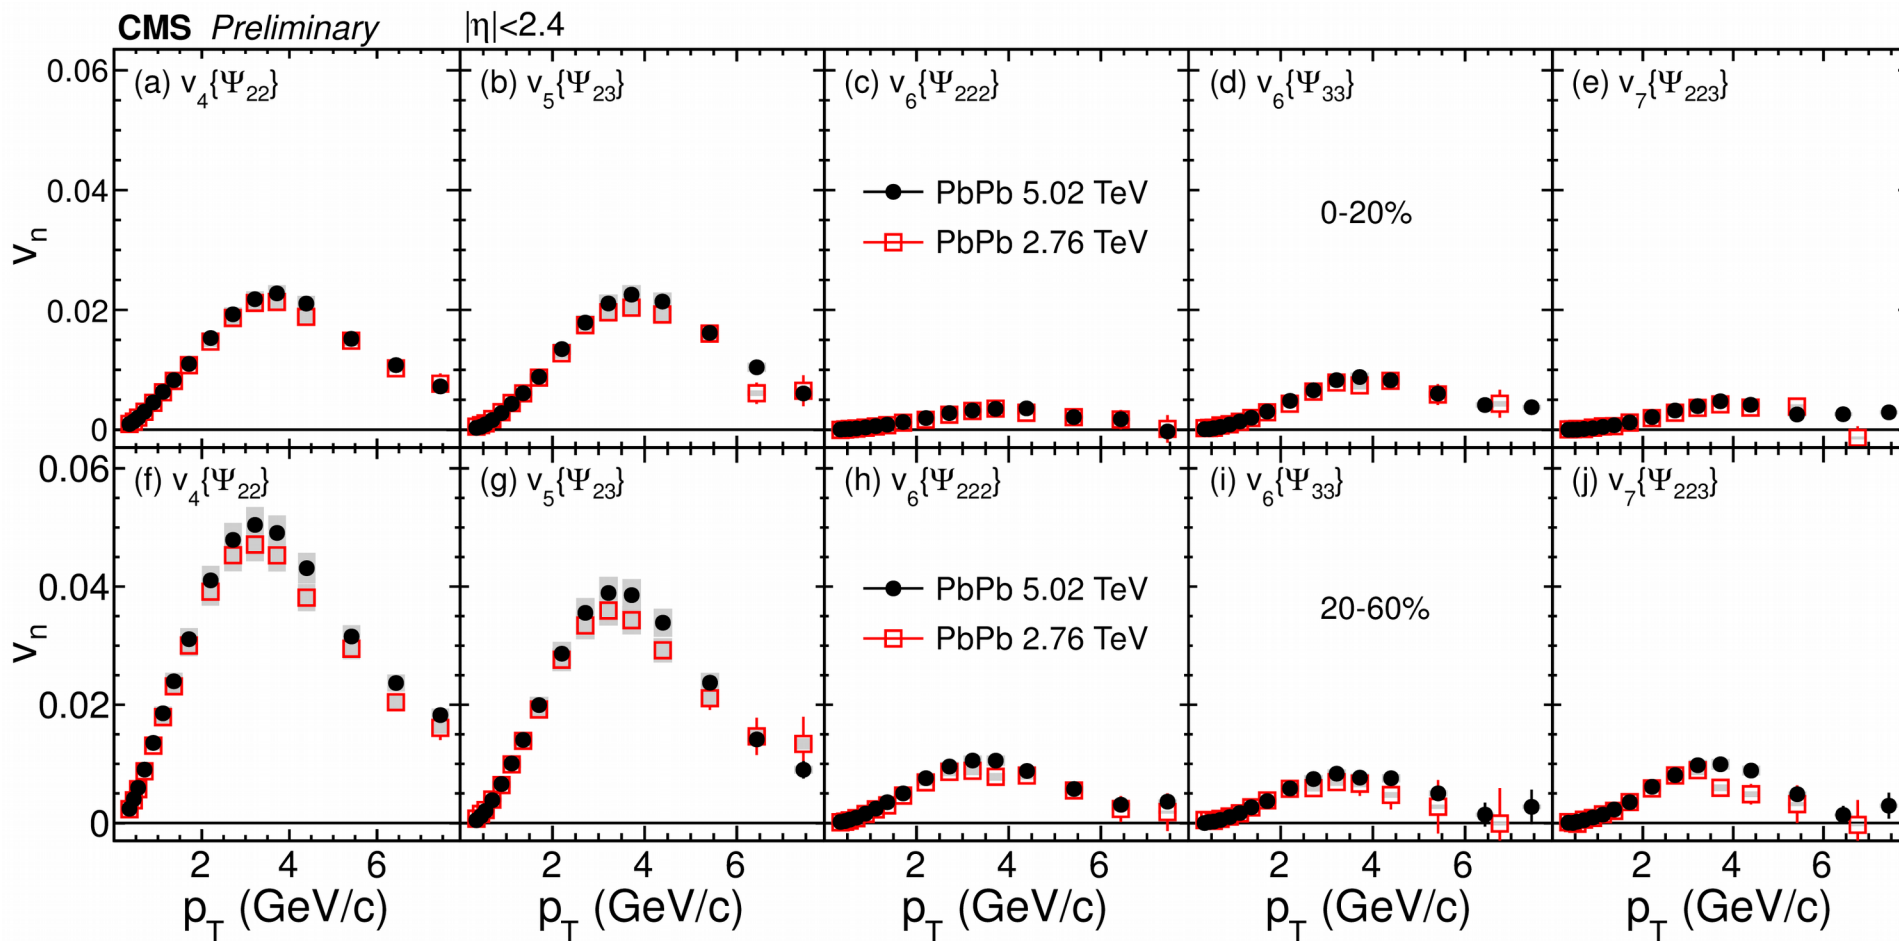 CMS Preliminary |η|<2.4
(a) v4{Ψ22} (b) v5{Ψ23} (c) v6{Ψ222} (d) v6{Ψ33} (e) v7{Ψ223}
0.06
0.04
0.02
0
vn
PbPb 5.02 TeV
PbPb 2.76 TeV
0-20%
(f) v4{Ψ22} (g) v5{Ψ23} (h) v6{Ψ222} (i) v6{Ψ33} (j) v7{Ψ223}
0.06
0.04
0.02
0
vn
PbPb 5.02 TeV
PbPb 2.76 TeV
20-60%
2 4 6 2 4 6 2 4 6 2 4 6 2 4 6
pT (GeV/c) pT (GeV/c) pT (GeV/c) pT (GeV/c) pT (GeV/c)